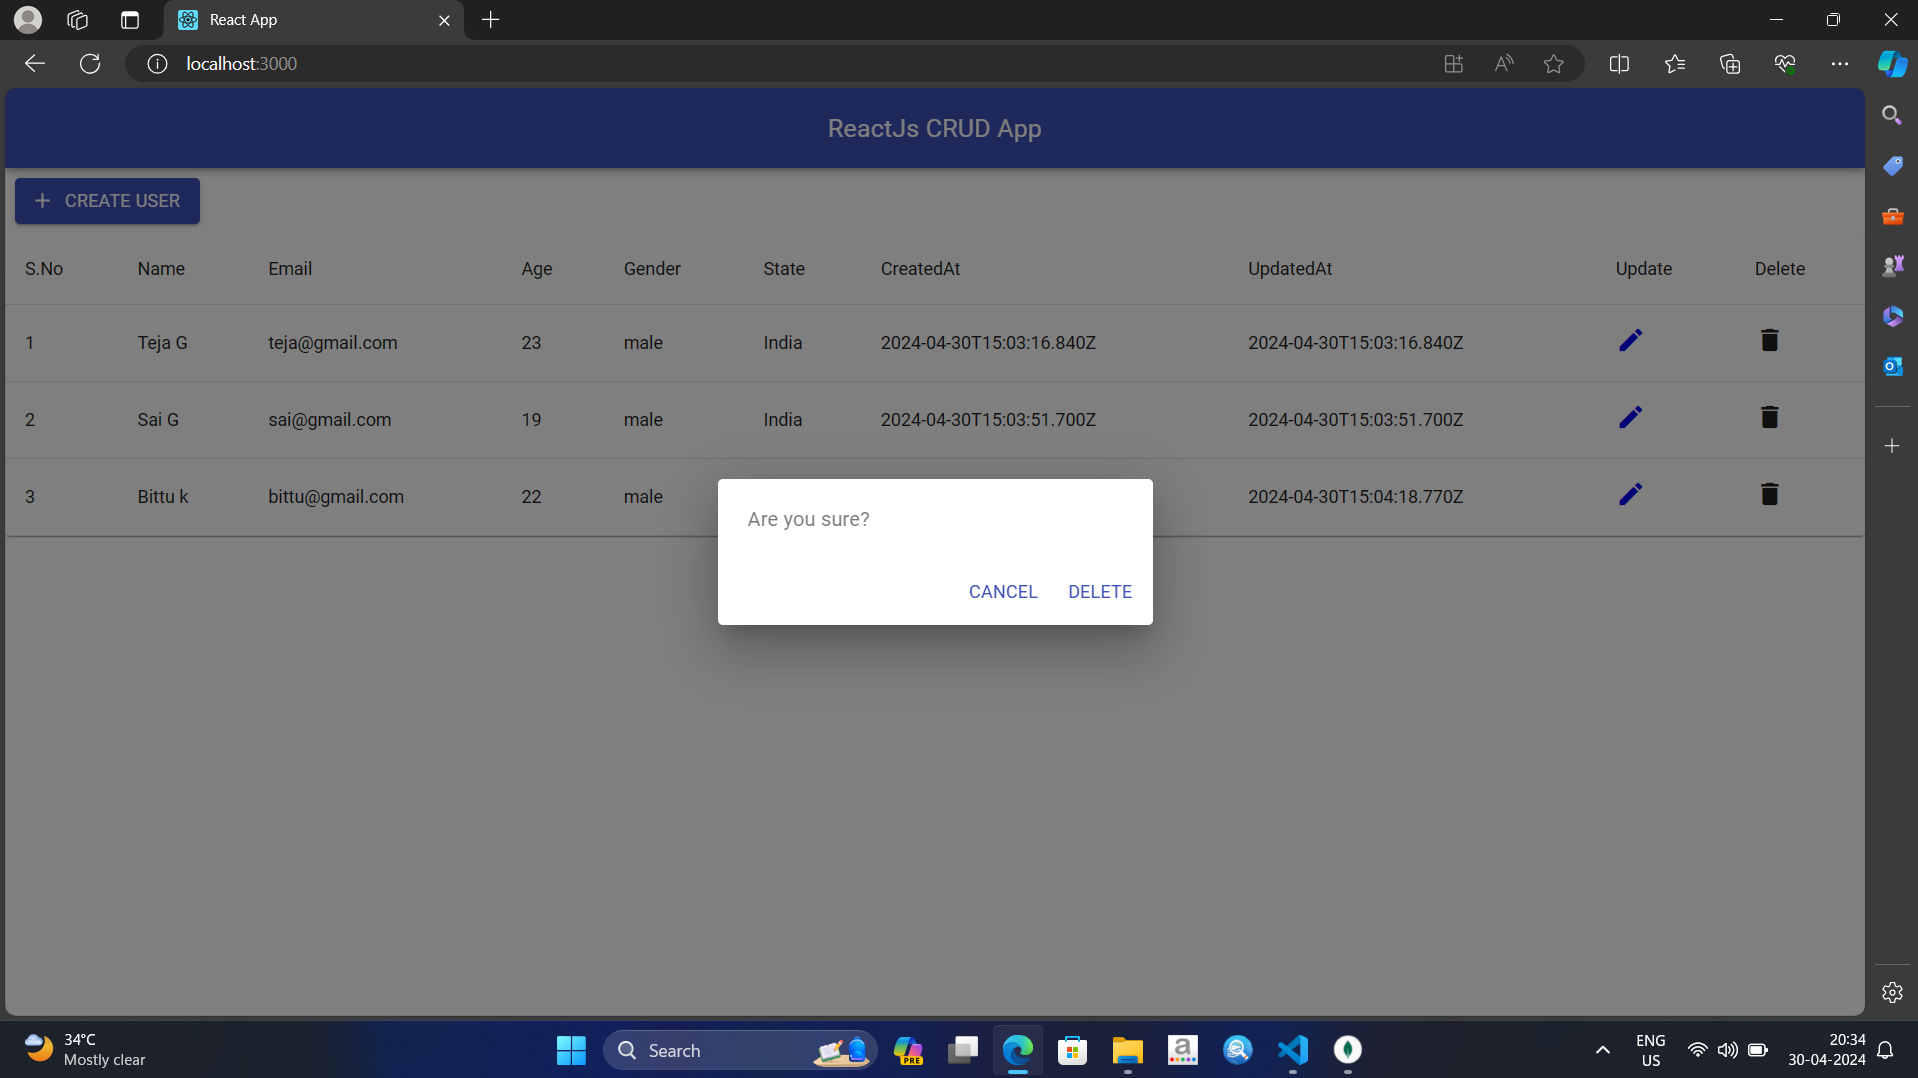 React App
localhost:3000
ReactJs CRUD App
+ CREATE USER
S.No Name Email Age Gender State CreatedAt UpdatedAt Update Delete
1 Teja G teja@gmail.com 23 male India 2024-04-30T15:03:16.840Z 2024-04-30T15:03:16.840Z
2 Sai G sai@gmail.com 19 male India 2024-04-30T15:03:51.700Z 2024-04-30T15:03:51.700Z
3 Bittu k bittu@gmail.com 22 male 2024-04-30T15:04:18.770Z
Are you sure?
CANCEL DELETE
34°C
Mostly clear
Search
PRE
ENG
US
20:34
30-04-2024